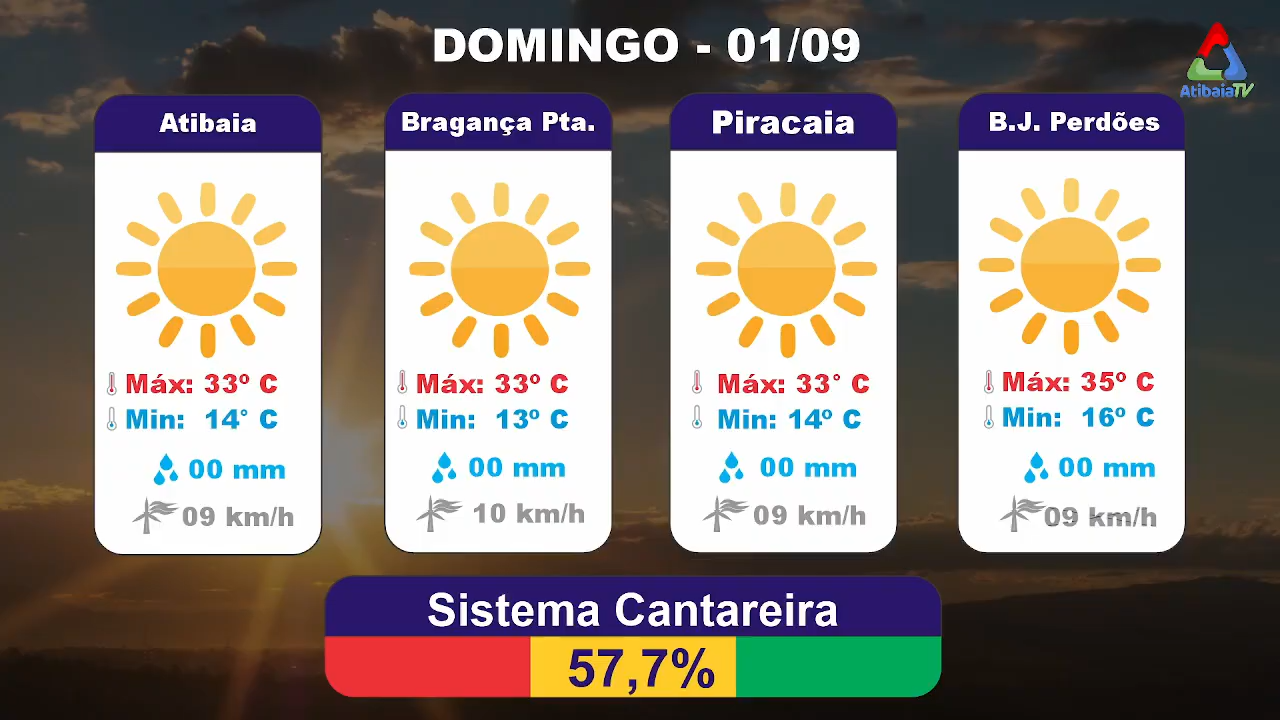 DOMINGO - 01/09
AtibaiaTV
Atibaia
Máx: 33º C
Min: 14° C
00 mm
09 km/h
Bragança Pta.
Máx: 33º C
Min: 13º C
00 mm
10 km/h
Piracaia
Máx: 33° C
Min: 14º C
00 mm
09 km/h
B.J. Perdões
Máx: 35º C
Min: 16º C
00 mm
09 km/h
Sistema Cantareira
57,7%